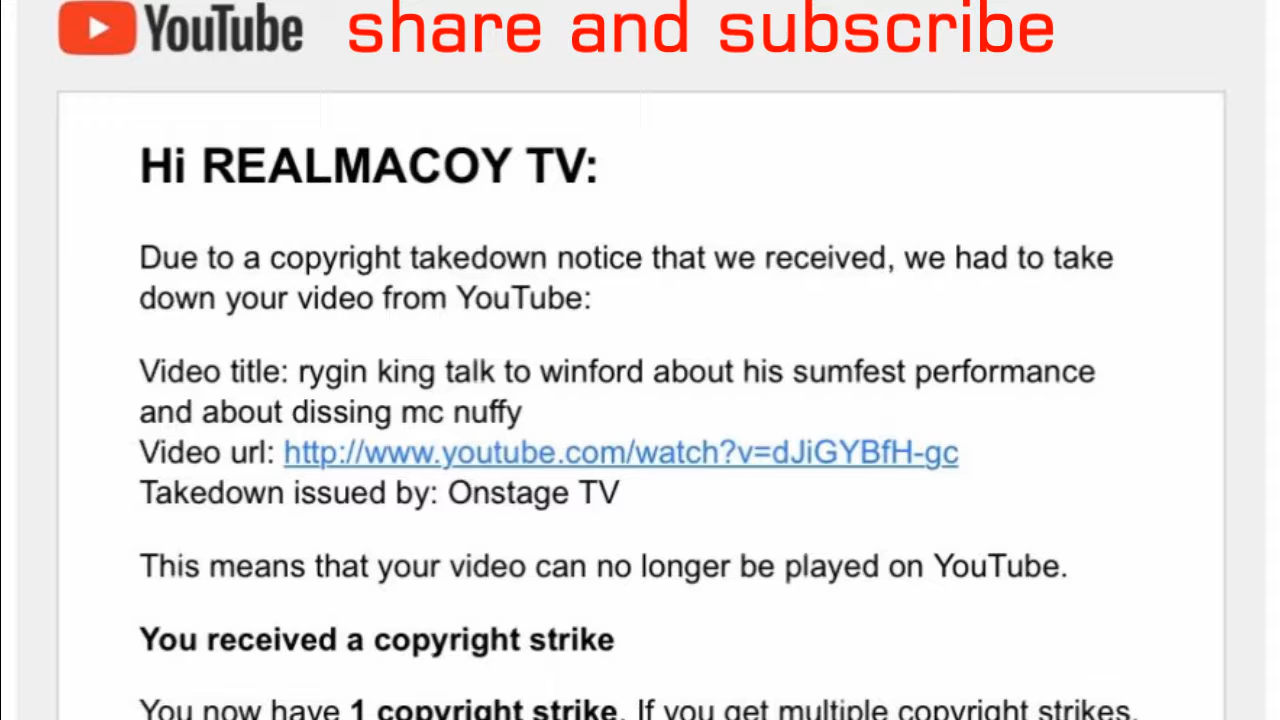 YouTube share and subscribe
Hi REALMACOY TV:
Due to a copyright takedown notice that we received, we had to take
down your video from YouTube:
Video title: rygin king talk to winford about his sumfest performance
and about dissing mc nuffy
Video url: http://www.youtube.com/watch?v=dJiGYBfH-gc
Takedown issued by: Onstage TV
This means that your video can no longer be played on YouTube.
You received a copyright strike
You now have 1 copyright strike. If you get multiple copyright strikes,